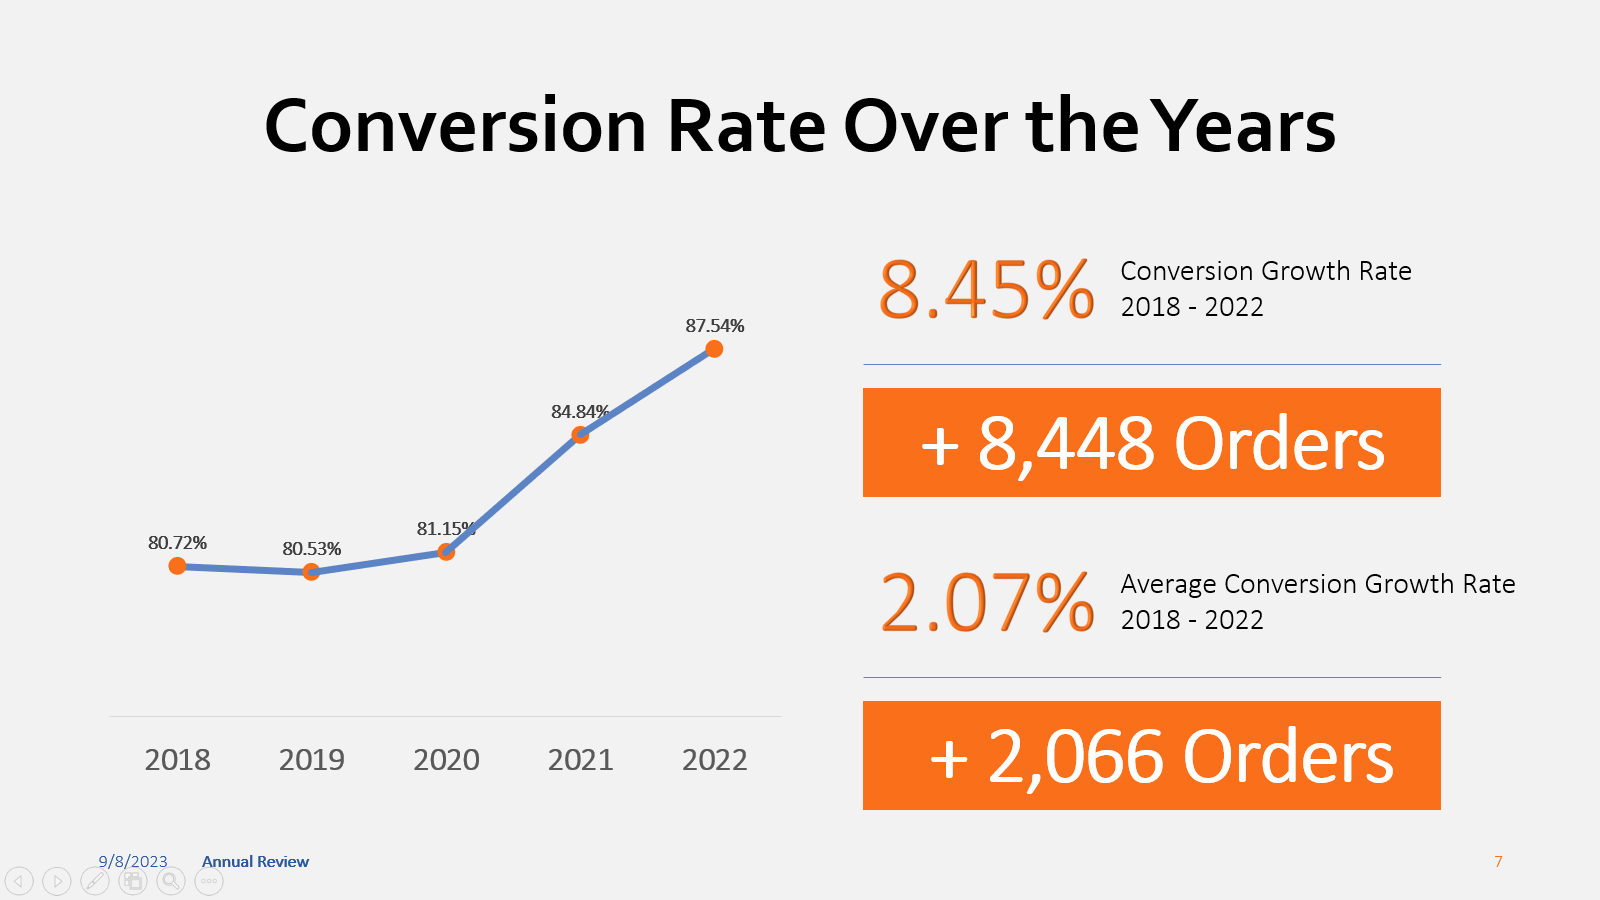 Conversion Rate Over the Years
87.54%
84.84%
81.15%
80.72%
80.53%
2018 2019 2020 2021 2022
8.45%
Conversion Growth Rate
2018 - 2022
+ 8,448 Orders
2.07%
Average Conversion Growth Rate
2018 - 2022
+ 2,066 Orders
9/8/2023 Annual Review 7